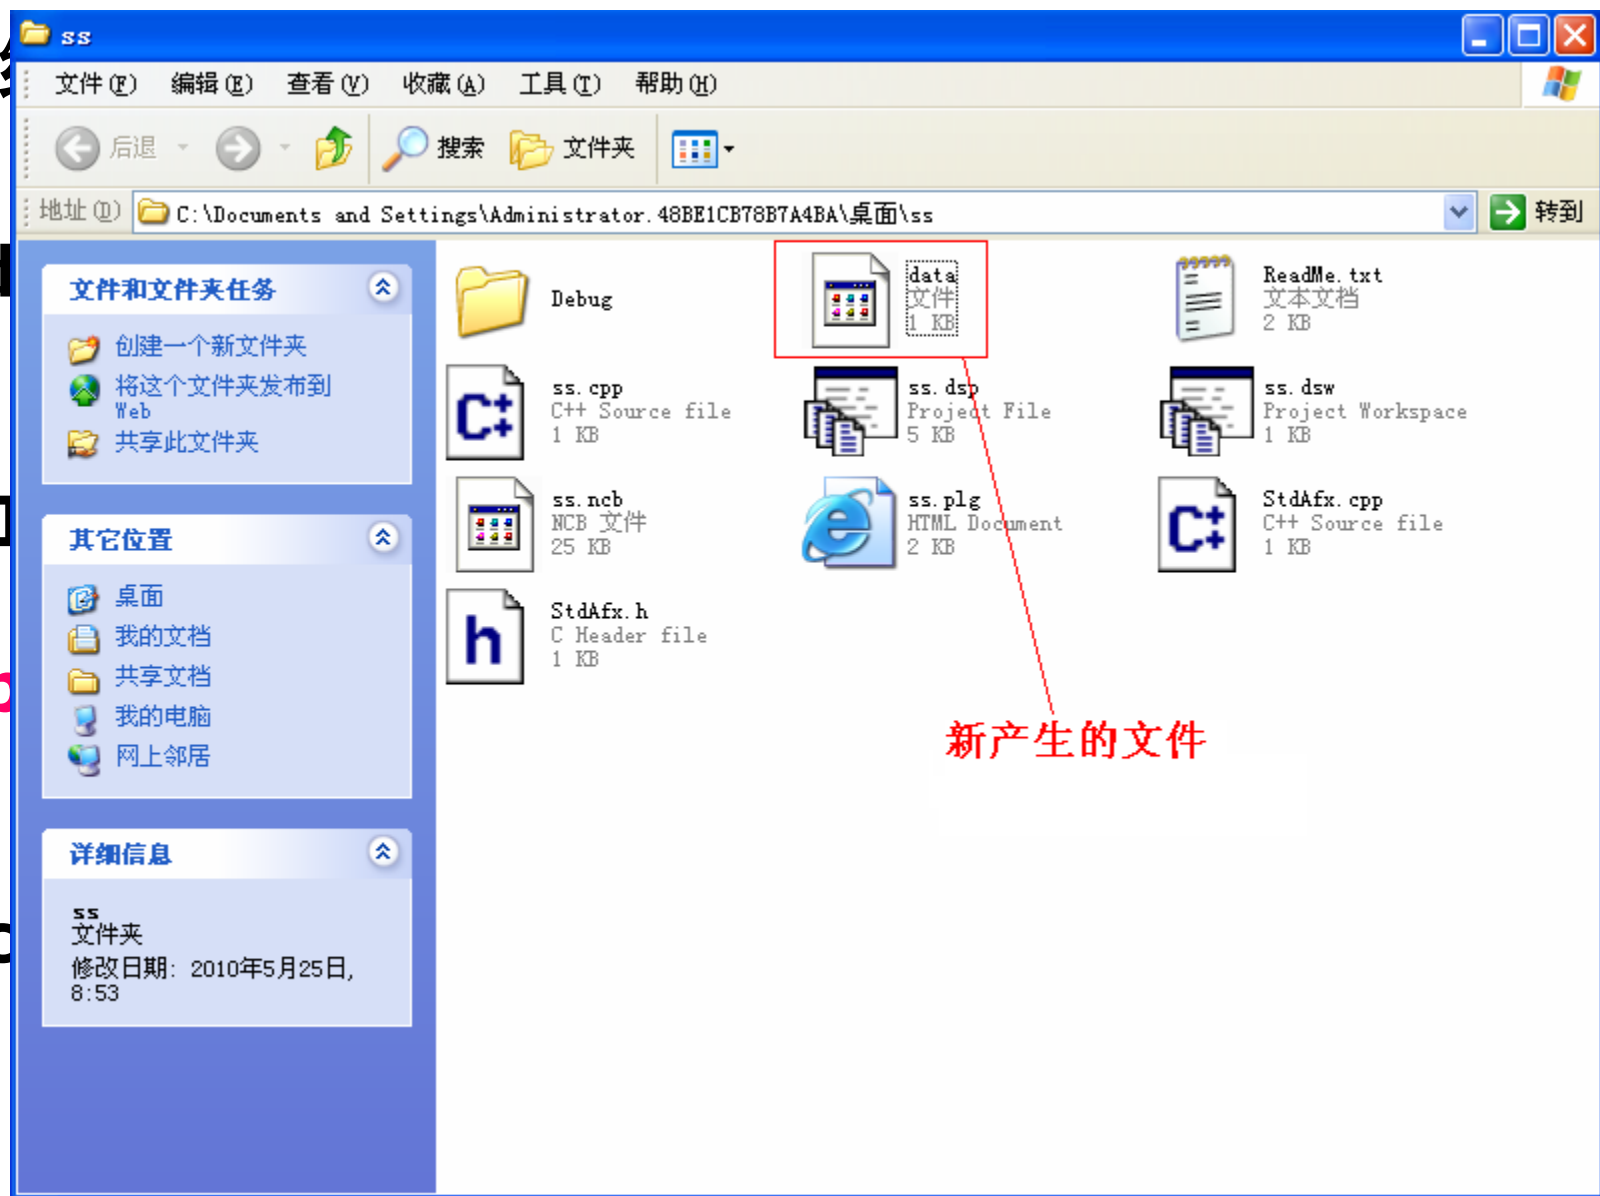 ss
文件(F) 编辑(E) 查看(V) 收藏(A) 工具(T) 帮助(H)
后退 搜索 文件夹
地址(D) C:\Documents and Settings\Administrator.48BE1CB78B7A4BA\桌面\ss 转到
文件和文件夹任务
创建一个新文件夹
将这个文件夹发布到
Web
共享此文件夹
其它位置
桌面
我的文档
共享文档
我的电脑
网上邻居
详细信息
ss
文件夹
修改日期: 2010年5月25日,
8:53
Debug
data
文件
1 KB
ReadMe.txt
文本文档
2 KB
ss.cpp
C++ Source file
1 KB
ss.dsp
Project File
5 KB
ss.dsw
Project Workspace
1 KB
ss.ncb
NCB 文件
25 KB
ss.plg
HTML Document
2 KB
StdAfx.cpp
C++ Source file
1 KB
StdAfx.h
C Header file
1 KB
新产生的文件